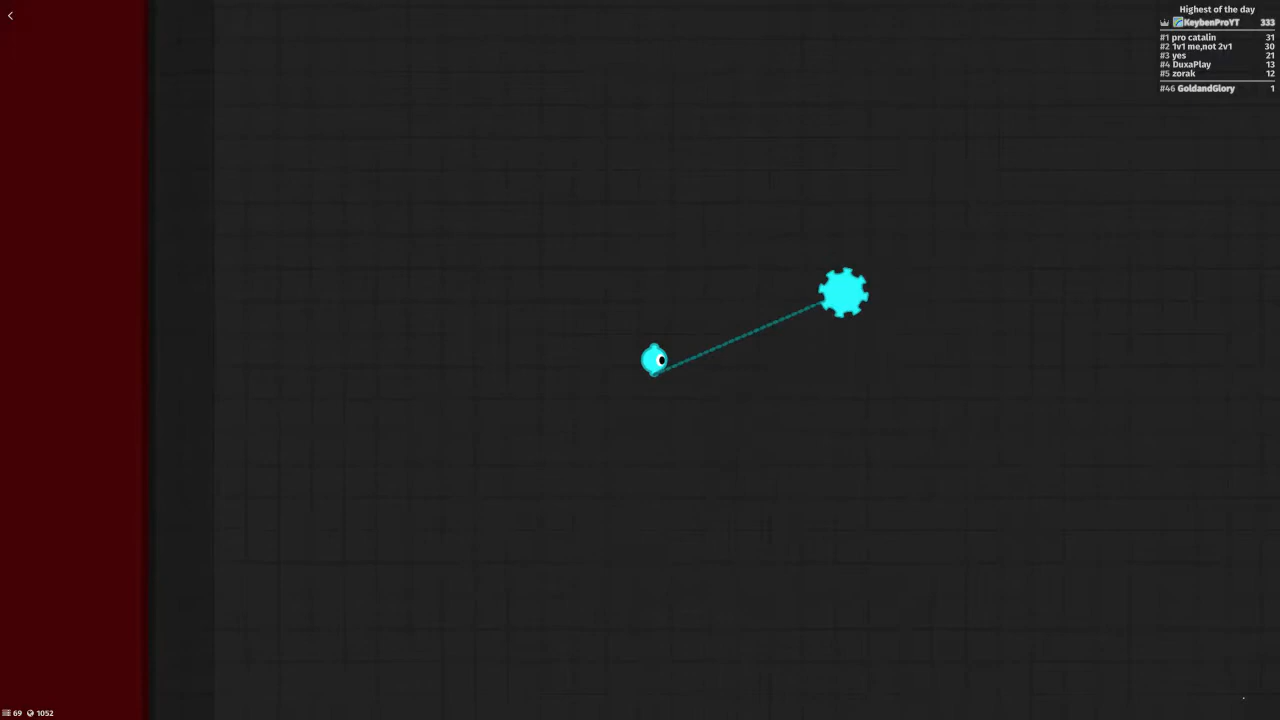 Highest of the day
KeybenProYT 333
#1 pro catalin 31
#2 1v1 me,not 2v1 30
#3 yes 21
#4 DuxaPlay 13
#5 zorak 12
#46 GoldandGlory 1
69 1052